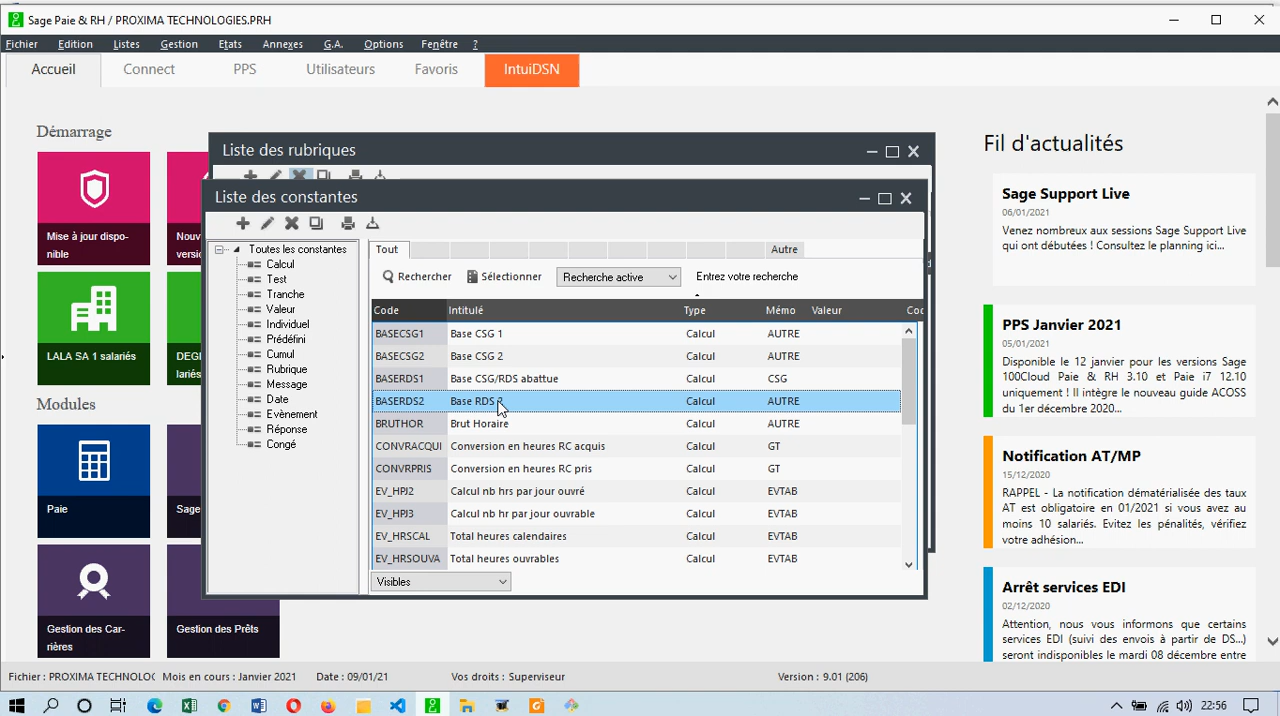 Sage Paie & RH / PROXIMA TECHNOLOGIES.PRH
Fichier Edition Listes Gestion Etats Annexes G.A. Options Fenêtre ?
Accueil Connect PPS Utilisateurs Favoris IntuiDSN
Démarrage
Mise à jour dispo-
nible
Nouv
versio
LALA SA 1 salariés
DEGI
lariés
Modules
Paie
Sage
Gestion des Car-
rières
Gestion des Prêts
Liste des rubriques
Liste des constantes
Toutes les constantes
Calcul
Test
Tranche
Valeur
Individuel
Prédéfini
Cumul
Rubrique
Message
Date
Evènement
Réponse
Congé
Tout Autre
Rechercher Sélectionner Recherche active Entrez votre recherche
Code Intitulé Type Mémo Valeur Coc
BASECSG1 Base CSG 1 Calcul AUTRE
BASECSG2 Base CSG 2 Calcul AUTRE
BASERDS1 Base CSG/RDS abattue Calcul CSG
BASERDS2 Base RDS Calcul AUTRE
BRUTHOR Brut Horaire Calcul AUTRE
CONVRACQUI Conversion en heures RC acquis Calcul GT
CONVRPRIS Conversion en heures RC pris Calcul GT
EV_HPJ2 Calcul nb hrs par jour ouvré Calcul EVTAB
EV_HPJ3 Calcul nb hr par jour ouvrable Calcul EVTAB
EV_HRSCAL Total heures calendaires Calcul EVTAB
EV_HRSOUVA Total heures ouvrables Calcul EVTAB
Visibles
Fil d'actualités
Sage Support Live
06/01/2021
Venez nombreux aux sessions Sage Support Live
qui ont débutées ! Consultez le planning ici...
PPS Janvier 2021
05/01/2021
Disponible le 12 janvier pour les versions Sage
100Cloud Paie & RH 3.10 et Paie i7 12.10
uniquement ! Il intègre le nouveau guide ACOSS
du 1er décembre 2020...
Notification AT/MP
15/12/2020
RAPPEL - La notification dématérialisée des taux
AT est obligatoire en 01/2021 si vous avez au
moins 10 salariés. Evitez les pénalités, vérifiez
votre adhésion...
Arrêt services EDI
02/12/2020
Attention, nous vous informons que certains
services EDI (suivi des envois à partir de DS...)
seront indisponibles le mardi 08 décembre entre
Fichier : PROXIMA TECHNOLOG Mois en cours : Janvier 2021 Date : 09/01/21 Vos droits : Superviseur Version : 9.01 (206)
22:56